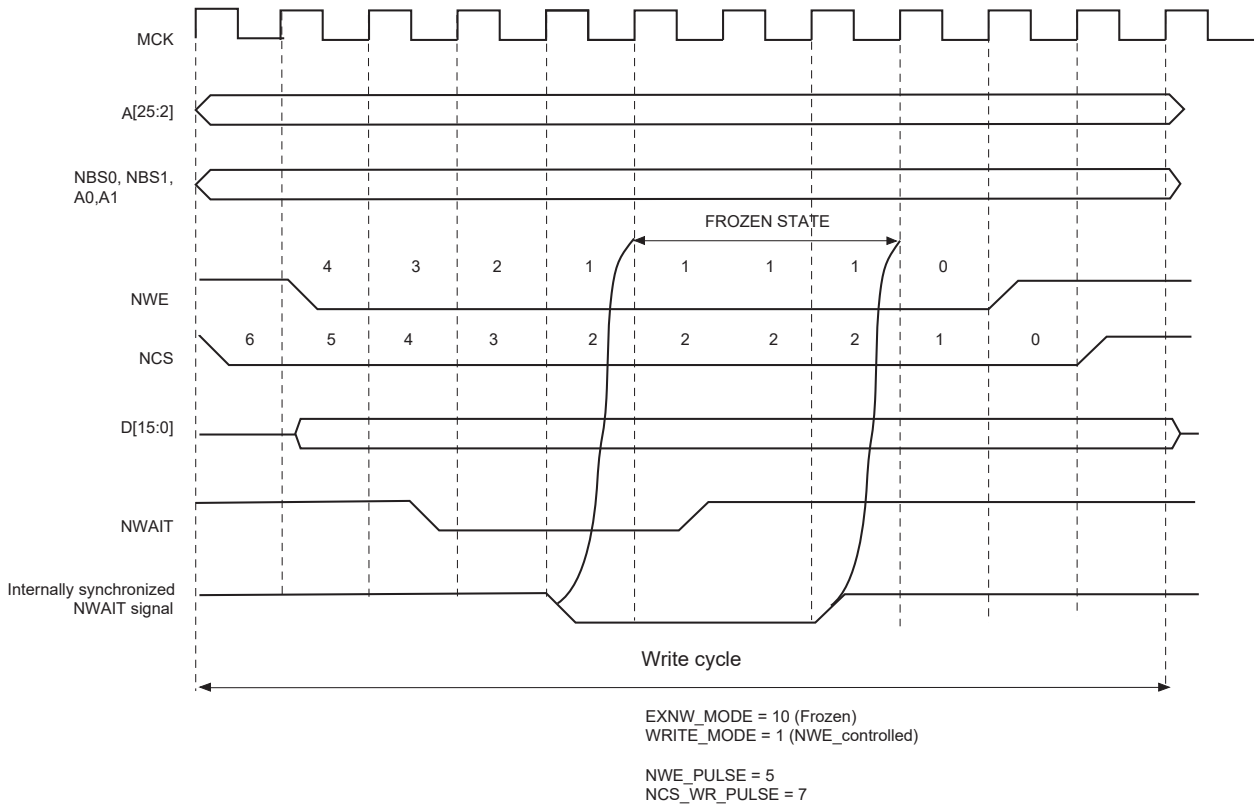 MCK
A[25:2]
NBS0, NBS1,
A0,A1
FROZEN STATE
4 3 2 1 1 1 1 0
NWE
6 5 4 3 2 2 2 2 1 0
NCS
D[15:0]
NWAIT
Internally synchronized
NWAIT signal
Write cycle
EXNW_MODE = 10 (Frozen)
WRITE_MODE = 1 (NWE_controlled)
NWE_PULSE = 5
NCS_WR_PULSE = 7